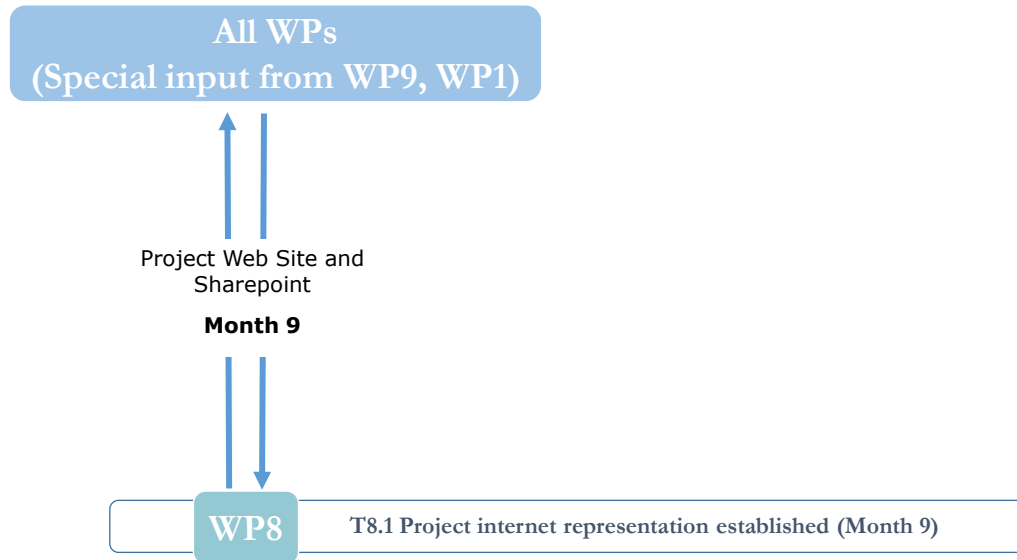 All WPs
(Special input from WP9, WP1)
Project Web Site and
Sharepoint
Month 9
WP8
T8.1 Project internet representation established (Month 9)